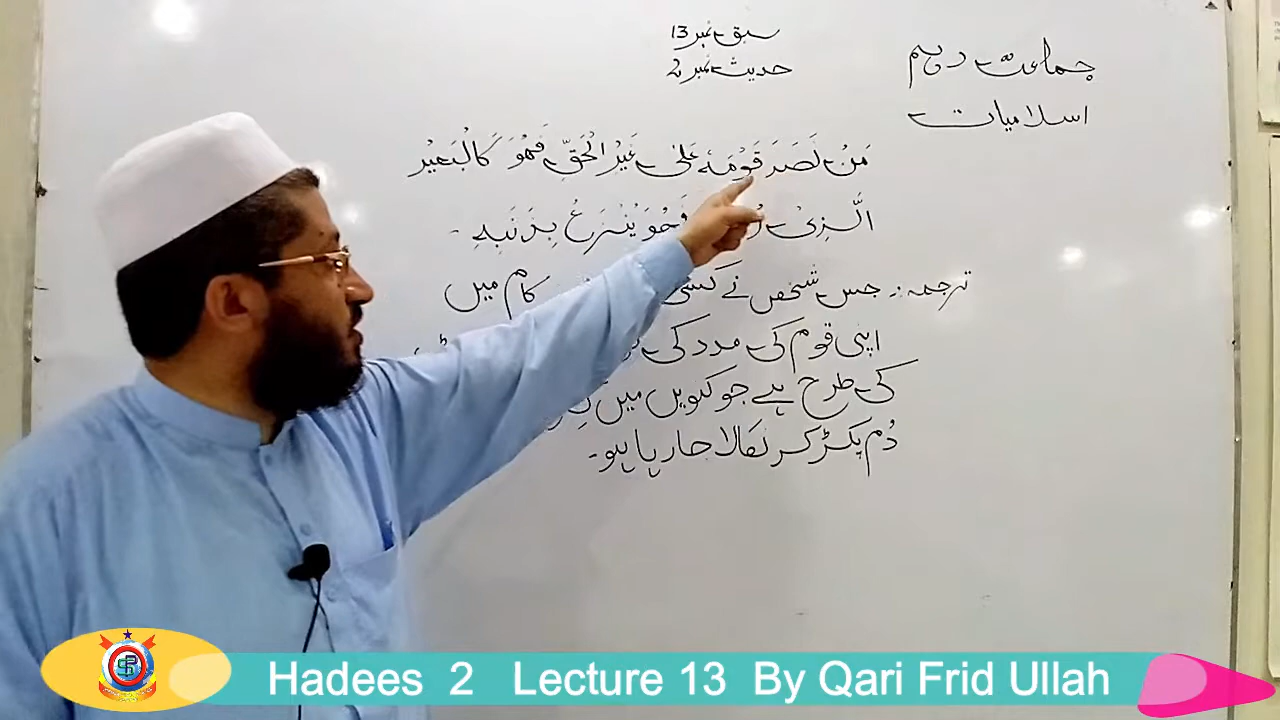 سبق نمبر 13
حدیث نمبر 2
جماعت دہم
اسلامیات
مَنْ نَصَرَ قَوْمَہٗ عَلیٰ غَیْرِ الْحَقِّ فَھُوَ کَالْبَعِیْر
الَّذِیْ فَھُوَ یُنْزَعُ بِذَنَبِہِ -
ترجمہ: جس شخص نے کسی کام میں
اپنی قوم کی مدد کی
کی طرح ہے جو کنویں میں
دُم پکڑ کر نکالا جا رہا ہو۔
Hadees 2 Lecture 13 By Qari Frid Ullah